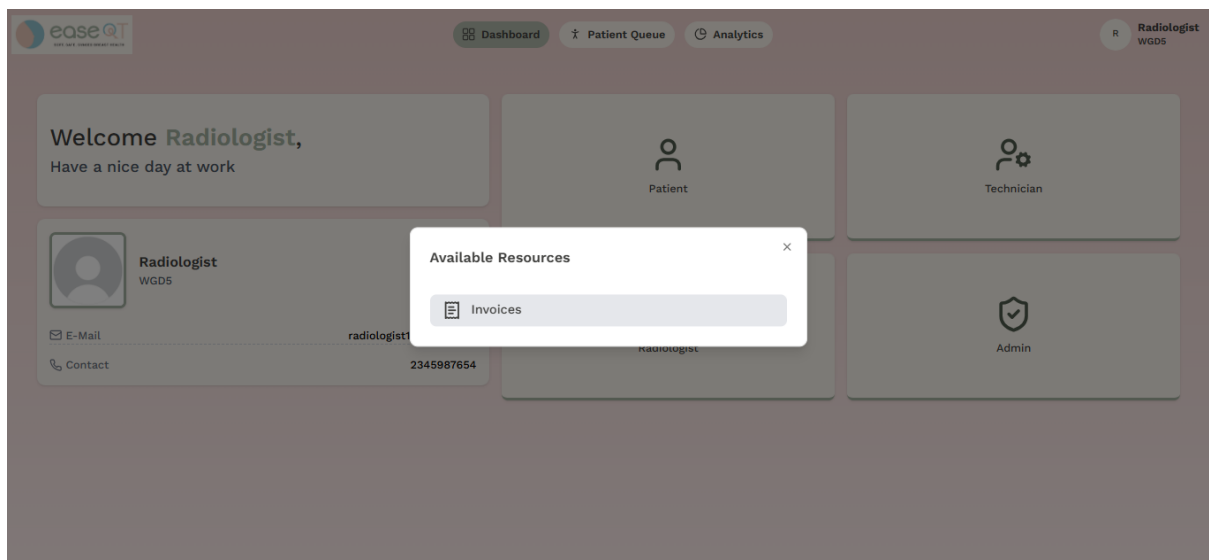 ease QT
Dashboard
Patient Queue
Analytics
R
Radiologist
WGD5
Welcome Radiologist,
Have a nice day at work
Patient
Technician
Radiologist
WGD5
E-Mail
radiologist1
Contact
2345987654
Available Resources
Invoices
Radiologist
Admin